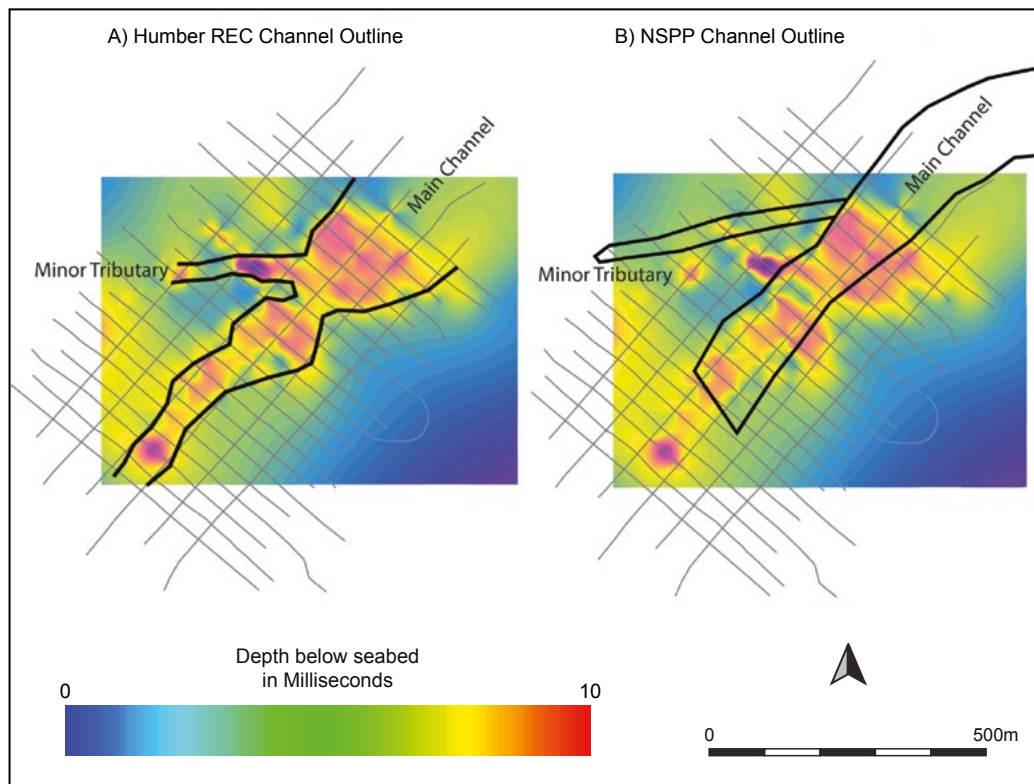 A) Humber REC Channel Outline
Main Channel
Minor Tributary
B) NSPP Channel Outline
Main Channel
Minor Tributary
Depth below seabed
in Milliseconds
0
10
0
500m